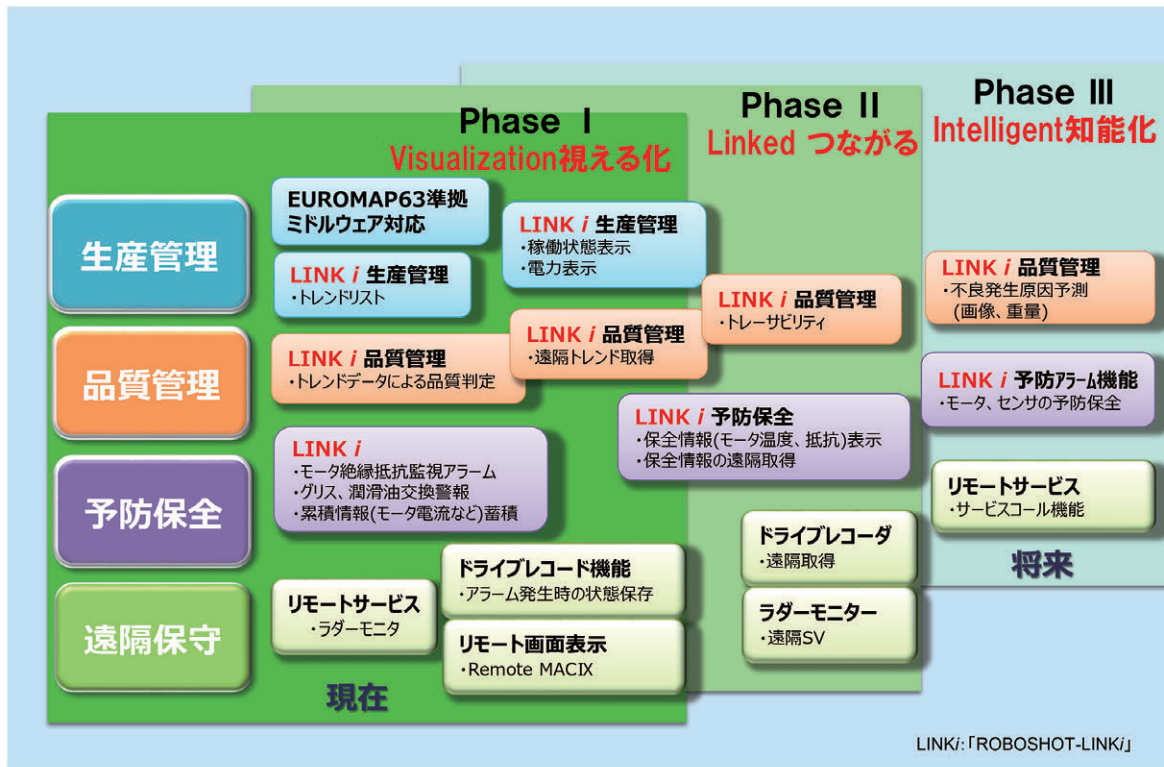 Phase Ⅰ
Visualization視える化
Phase Ⅱ
Linked つながる
Phase Ⅲ
Intelligent知能化
生産管理
EUROMAP63準拠
ミドルウェア対応
LINK i 生産管理
・トレンドリスト
LINK i 生産管理
・稼働状態表示
・電力表示
LINK i 品質管理
・トレーサビリティ
LINK i 品質管理
・不良発生原因予測
(画像、重量)
品質管理
LINK i 品質管理
・トレンドデータによる品質判定
LINK i 品質管理
・遠隔トレンド取得
予防保全
LINK i
・モータ絶縁抵抗監視アラーム
・グリス、潤滑油交換警報
・累積情報(モータ電流など)蓄積
LINK i 予防保全
・保全情報(モータ温度、抵抗)表示
・保全情報の遠隔取得
LINK i 予防アラーム機能
・モータ、センサの予防保全
遠隔保守
リモートサービス
・ラダーモニタ
ドライブレコード機能
・アラーム発生時の状態保存
リモート画面表示
・Remote MACIX
ドライブレコーダ
・遠隔取得
ラダーモニター
・遠隔SV
リモートサービス
・サービスコール機能
現在
将来
LINKi:「ROBOSHOT-LINKi」